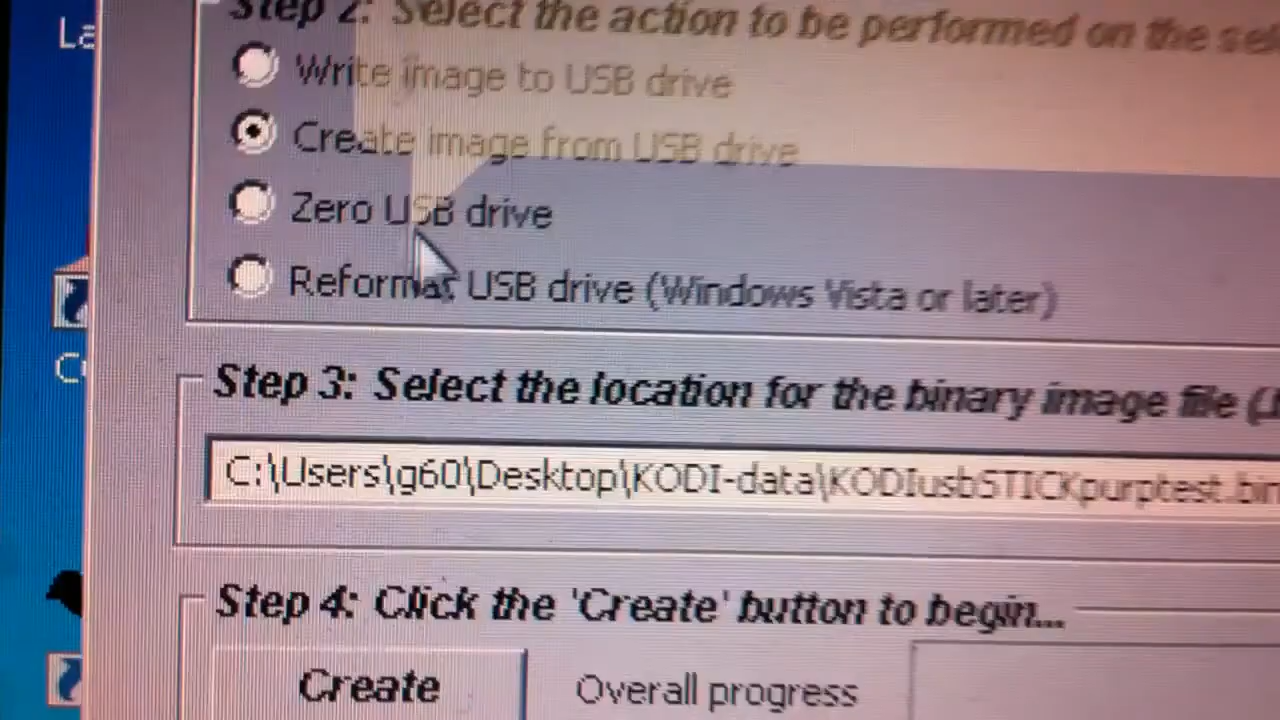 La
Step 2: Select the action to be performed on the sel
Write image to USB drive
Create image from USB drive
Zero USB drive
Reformat USB drive (Windows Vista or later)
Step 3: Select the location for the binary image file (.
C:\Users\g60\Desktop\KODI-data\KODIusbSTICKpurptest.bin
Step 4: Click the 'Create' button to begin...
Create
Overall progress